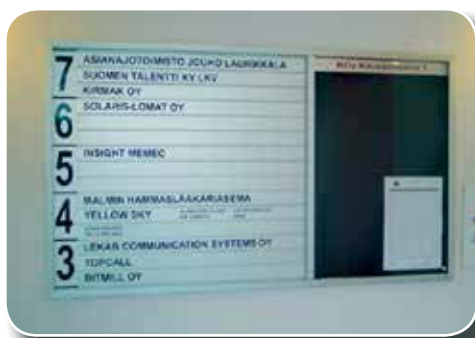 7
ASIANAJOTOIMISTO JOUKO LAURIKKALA
SUOMEN TALENTTI KY LKV
KIRMAK OY
6
SOLARIS-LOMAT OY
5
INSIGHT MEMEC
4
MALMIN HAMMASLÄÄKÄRIASEMA
YELLOW SKY
3
LEKAB COMMUNICATION SYSTEMS OY
TOPCALL
BITMILL OY